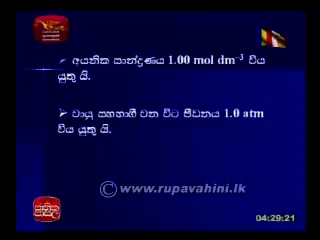 ➢ අයනික සාන්ද්‍රණය 1.00 mol dm⁻³ විය
යුතු යි.
➢ වායු සහභාගී වන විට පීඩනය 1.0 atm
විය යුතු යි.
©www.rupavahini.lk
04:29:21